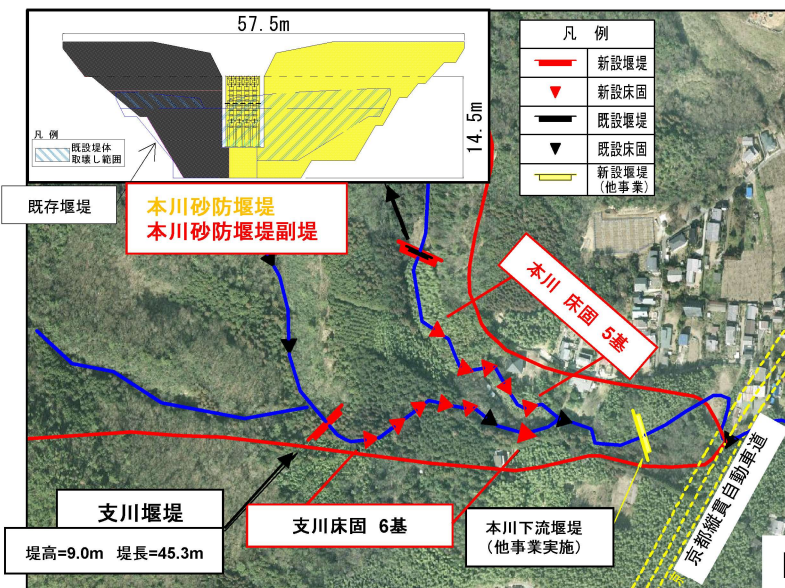 57.5m
14.5m
凡 例
既設堤体
取壊し範囲
既存堰堤
本川砂防堰堤
本川砂防堰堤副堤
凡 例
新設堰堤
新設床固
既設堰堤
既設床固
新設堰堤
(他事業)
本川 床固 5基
支川堰堤
堤高=9.0m 堤長=45.3m
支川床固 6基
本川下流堰堤
(他事業実施)
京都縦貫自動車道